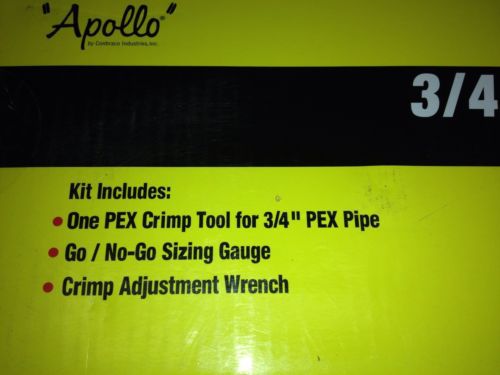 "Apollo"®
by Conbraco Industries, Inc.
3/4
Kit Includes:
• One PEX Crimp Tool for 3/4" PEX Pipe
• Go / No-Go Sizing Gauge
• Crimp Adjustment Wrench